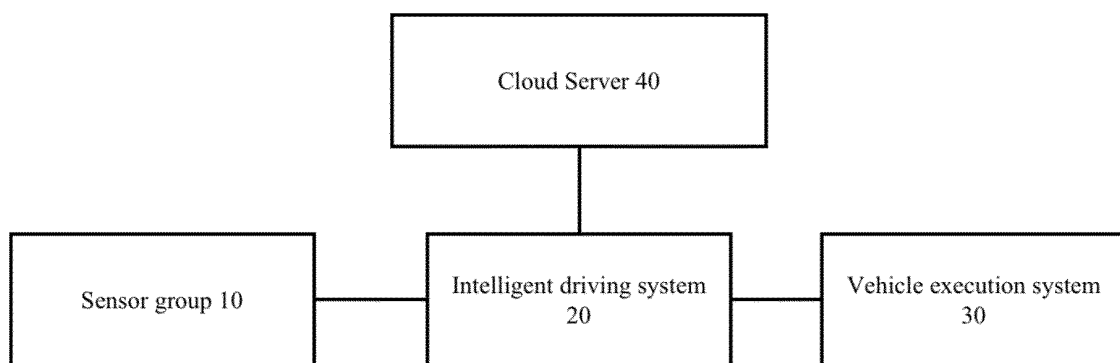 Cloud Server 40
Sensor group 10
Intelligent driving system
20
Vehicle execution system
30